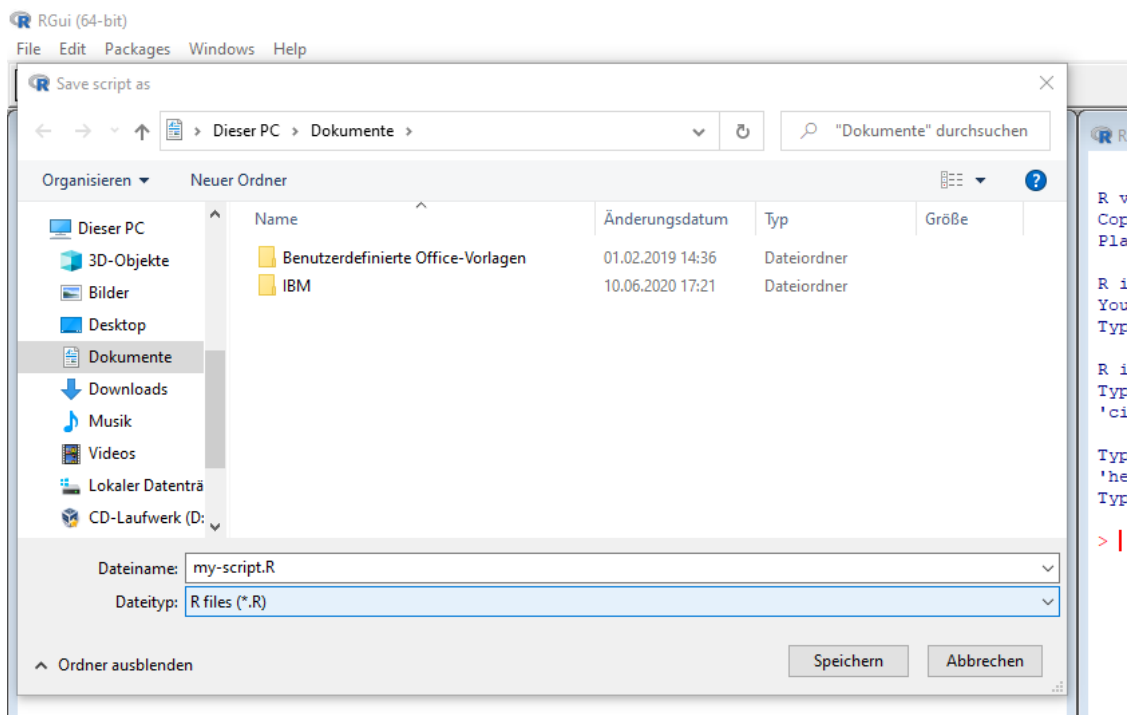 RGui (64-bit)
File Edit Packages Windows Help
Save script as
Dieser PC > Dokumente >
"Dokumente" durchsuchen
Organisieren
Neuer Ordner
Name Änderungsdatum Typ Größe
Dieser PC
3D-Objekte
Bilder
Desktop
Dokumente
Downloads
Musik
Videos
Lokaler Datenträ
CD-Laufwerk (D:
Benutzerdefinierte Office-Vorlagen 01.02.2019 14:36 Dateiordner
IBM 10.06.2020 17:21 Dateiordner
Dateiname: my-script.R
Dateityp: R files (*.R)
Ordner ausblenden
Speichern
Abbrechen
R
R v
Cop
Pla
R i
You
Typ
R i
Typ
'ci
Typ
'he
Typ
>